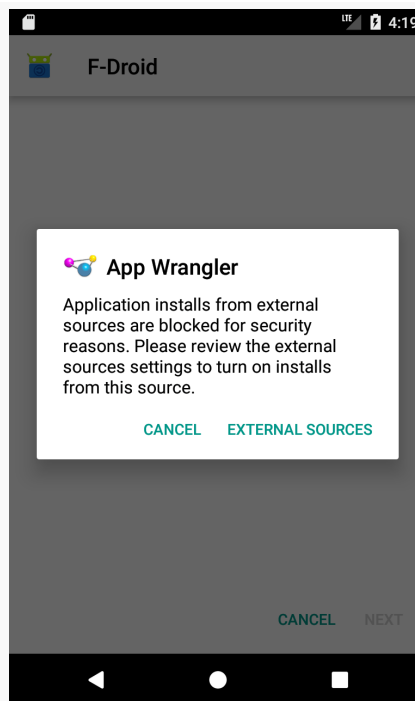 LTE 4:19
F-Droid
App Wrangler
Application installs from external
sources are blocked for security
reasons. Please review the external
sources settings to turn on installs
from this source.
CANCEL EXTERNAL SOURCES
CANCEL NEXT